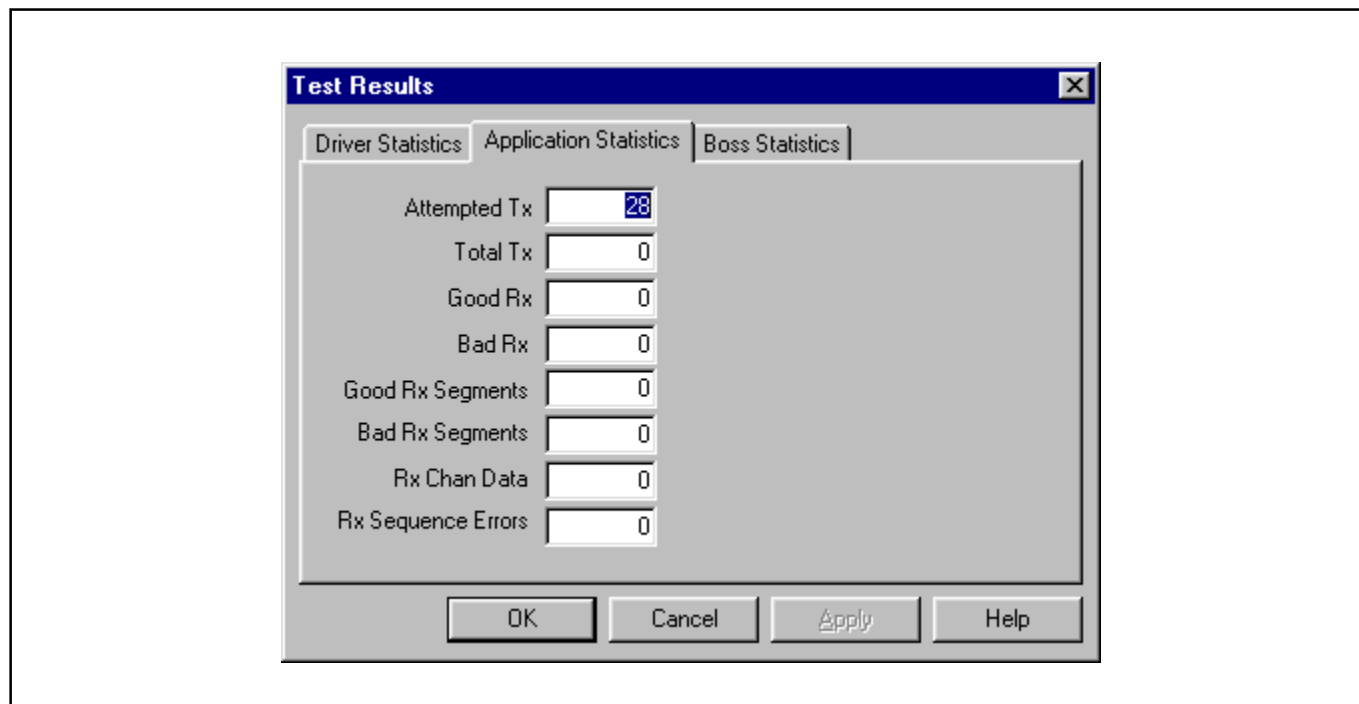 Test Results
Driver Statistics Application Statistics Boss Statistics
Attempted Tx 28
Total Tx 0
Good Rx 0
Bad Rx 0
Good Rx Segments 0
Bad Rx Segments 0
Rx Chan Data 0
Rx Sequence Errors 0
OK Cancel Apply Help